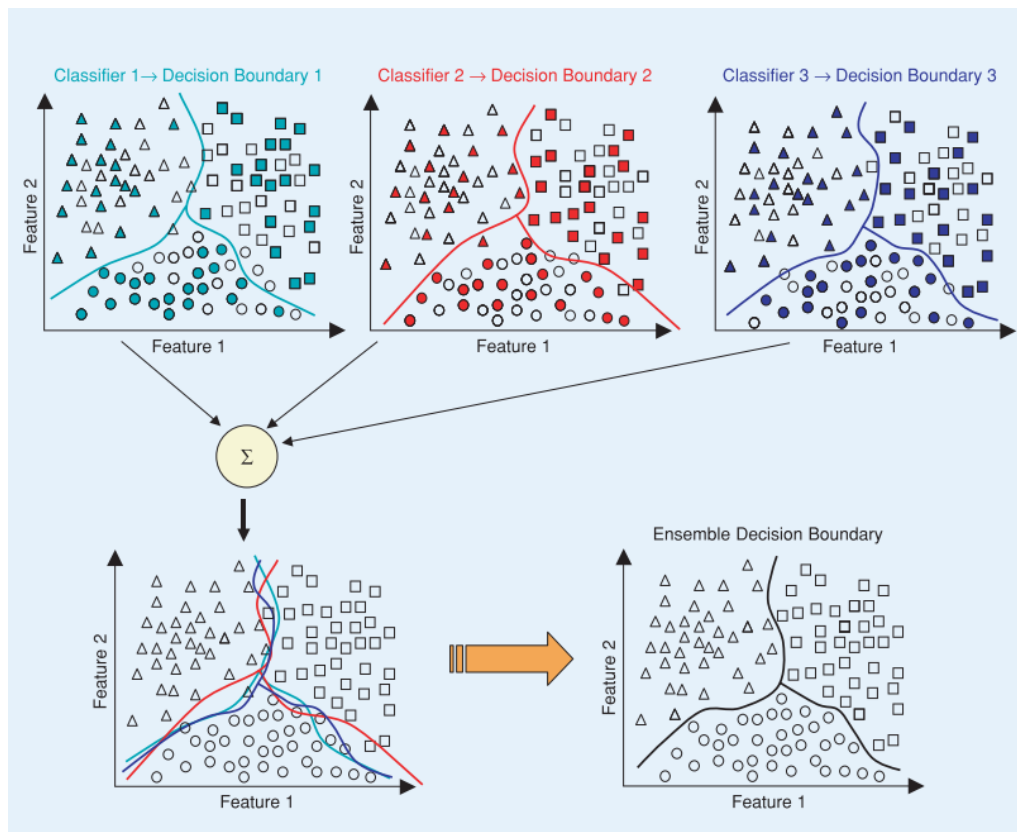 Classifier 1→ Decision Boundary 1
Classifier 2 → Decision Boundary 2
Classifier 3 → Decision Boundary 3
Feature 2
Feature 1
Feature 2
Feature 1
Feature 2
Feature 1
Σ
Feature 2
Feature 1
Ensemble Decision Boundary
Feature 2
Feature 1